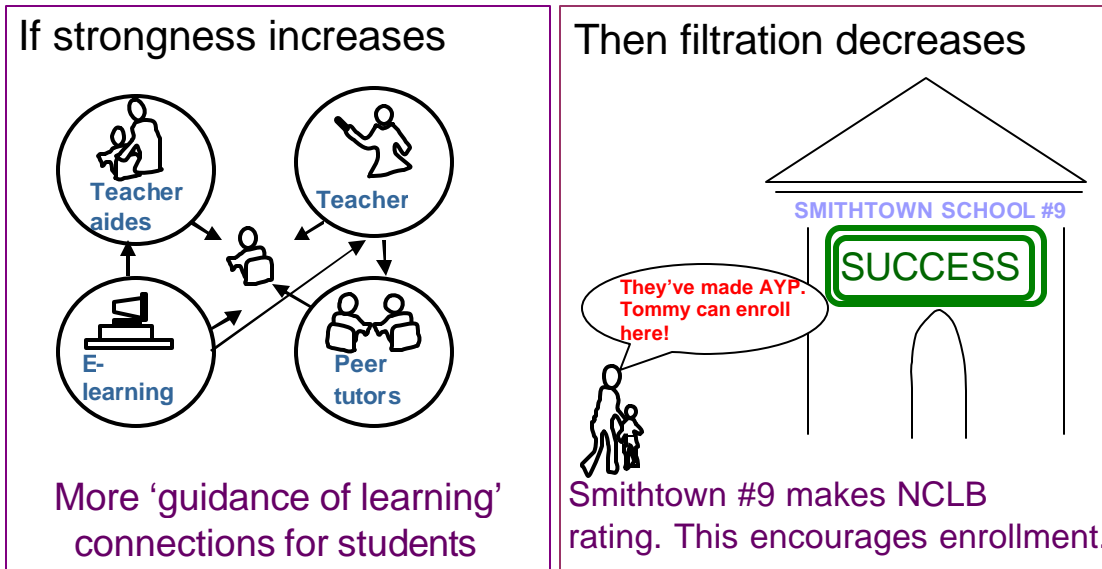 If strongness increases
Teacher
aides
Teacher
E-
learning
Peer
tutors
More ‘guidance of learning’
connections for students
Then filtration decreases
SMITHTOWN SCHOOL #9
SUCCESS
They’ve made AYP.
Tommy can enroll
here!
Smithtown #9 makes NCLB
rating. This encourages enrollment.